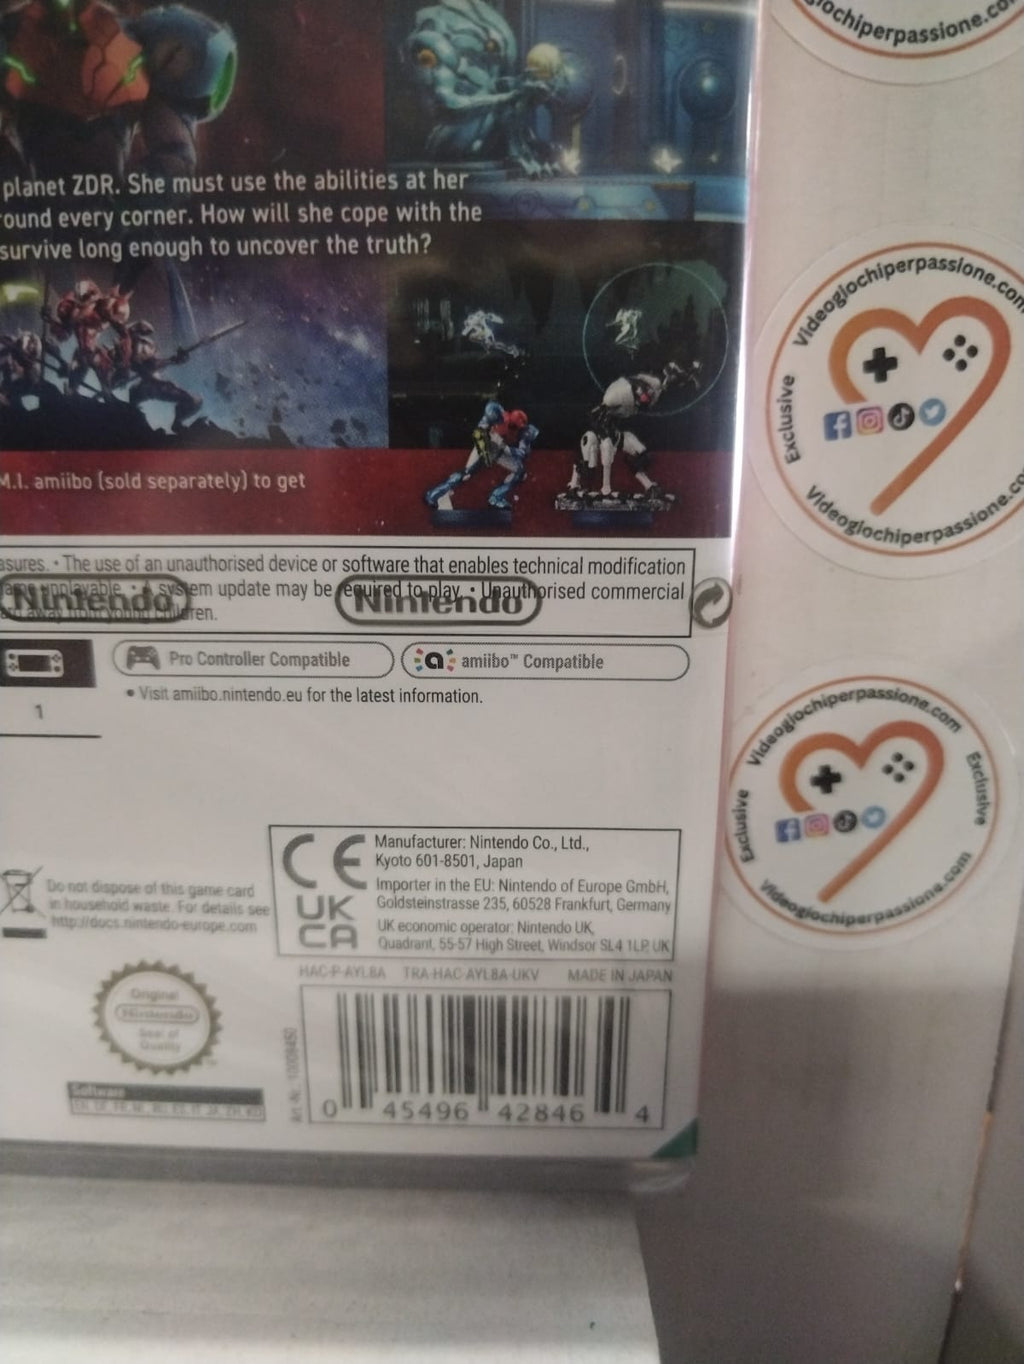 planet ZDR. She must use the abilities at her
round every corner. How will she cope with the
survive long enough to uncover the truth?
M.I. amiibo (sold separately) to get
asures. • The use of an unauthorised device or software that enables technical modification
unplayable. • A system update may be required to play. • Unauthorised commercial
away from young children.
Nintendo
Nintendo
Pro Controller Compatible
amiibo™ Compatible
• Visit amiibo.nintendo.eu for the latest information.
1
CE
UK
CA
Manufacturer: Nintendo Co., Ltd.,
Kyoto 601-8501, Japan
Importer in the EU: Nintendo of Europe GmbH,
Goldsteinstrasse 235, 60528 Frankfurt, Germany
UK economic operator: Nintendo UK,
Quadrant, 55-57 High Street, Windsor SL4 1LP, UK
Do not dispose of this game card
in household waste. For details see
http://docs.nintendo-europe.com
HAC-P-AYL8A TRA-HAC-AYL8A-UKV MADE IN JAPAN
Original
Nintendo
Seal of
Quality
Software
0 45496 42846 4
ochiperpassione.co
Videogiochiperpassione.com
Exclusive
Videogiochiperpassione.co
Videogiochiperpassione.com
Exclusive
Exclusive
Videogiochiperpassione.com